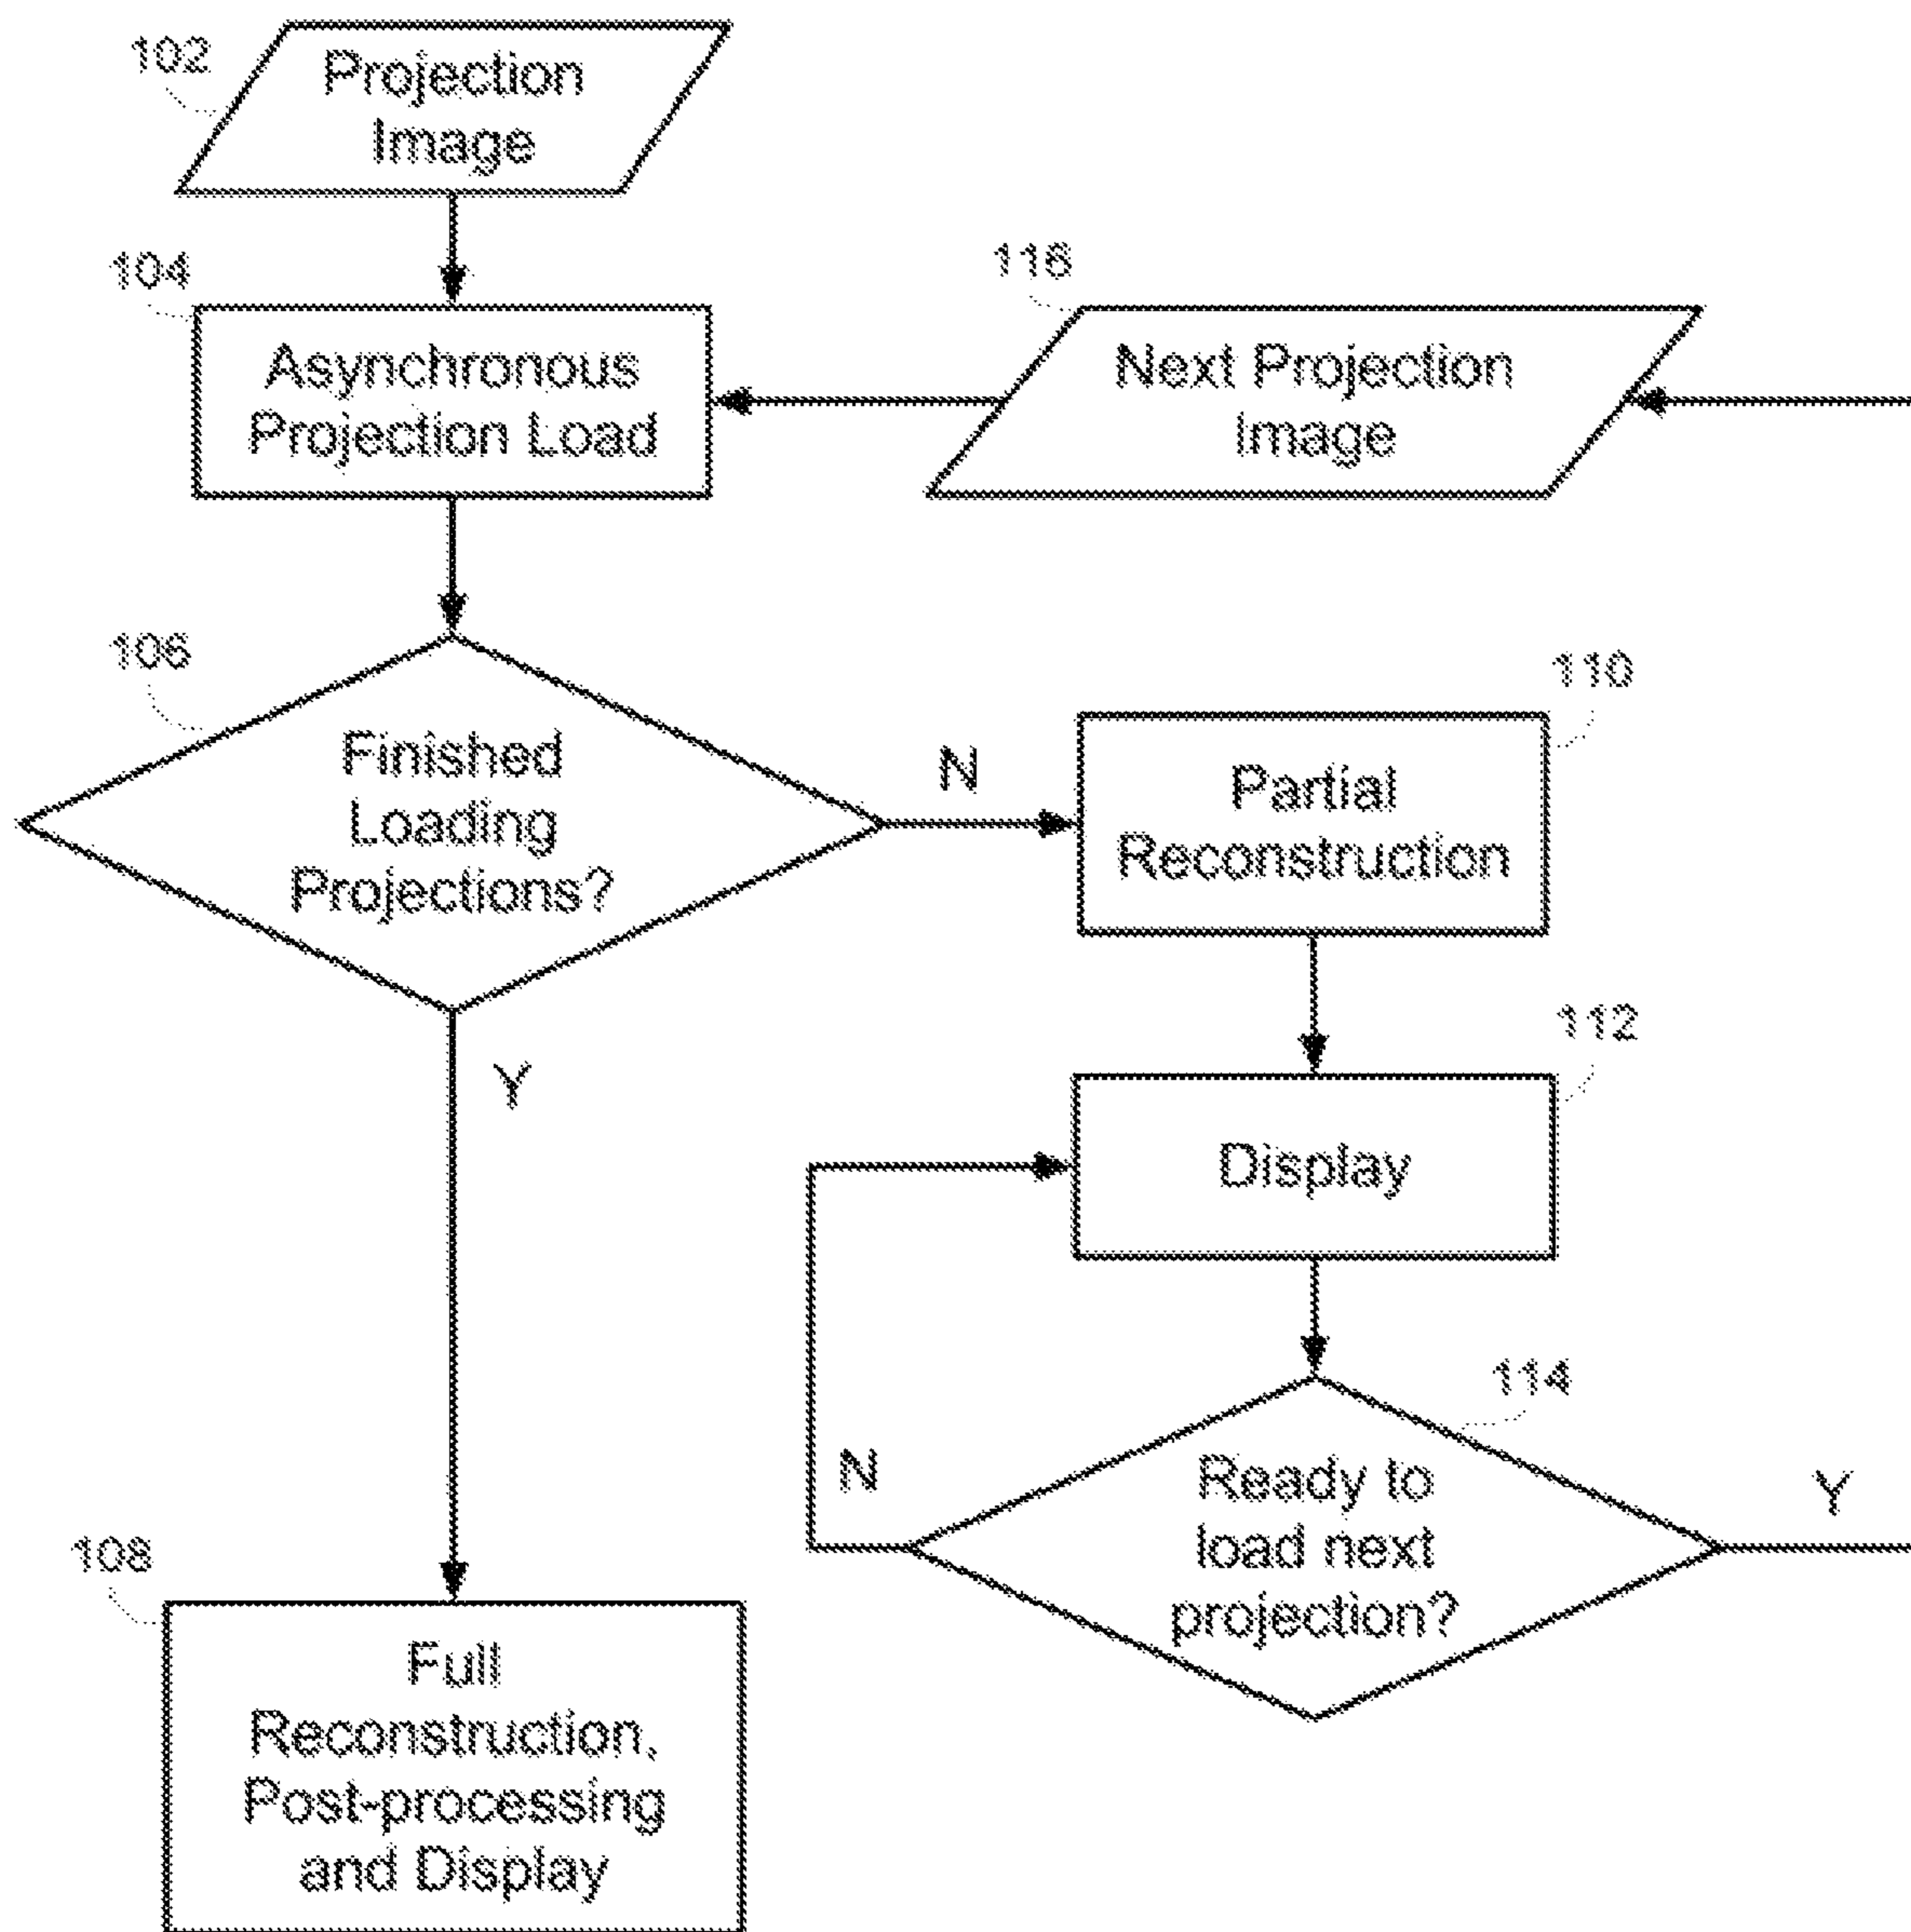 102
Projection
Image
104
Asynchronous
Projection Load
116
Next Projection
Image
106
Finished
Loading
Projections?
N
110
Partial
Reconstruction
Y
112
Display
114
N
Ready to
load next
projection?
Y
108
Full
Reconstruction,
Post-processing
and Display